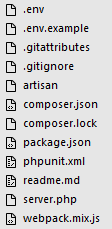 .env
.env.example
.gitattributes
.gitignore
artisan
composer.json
composer.lock
package.json
phpunit.xml
readme.md
server.php
webpack.mix.js